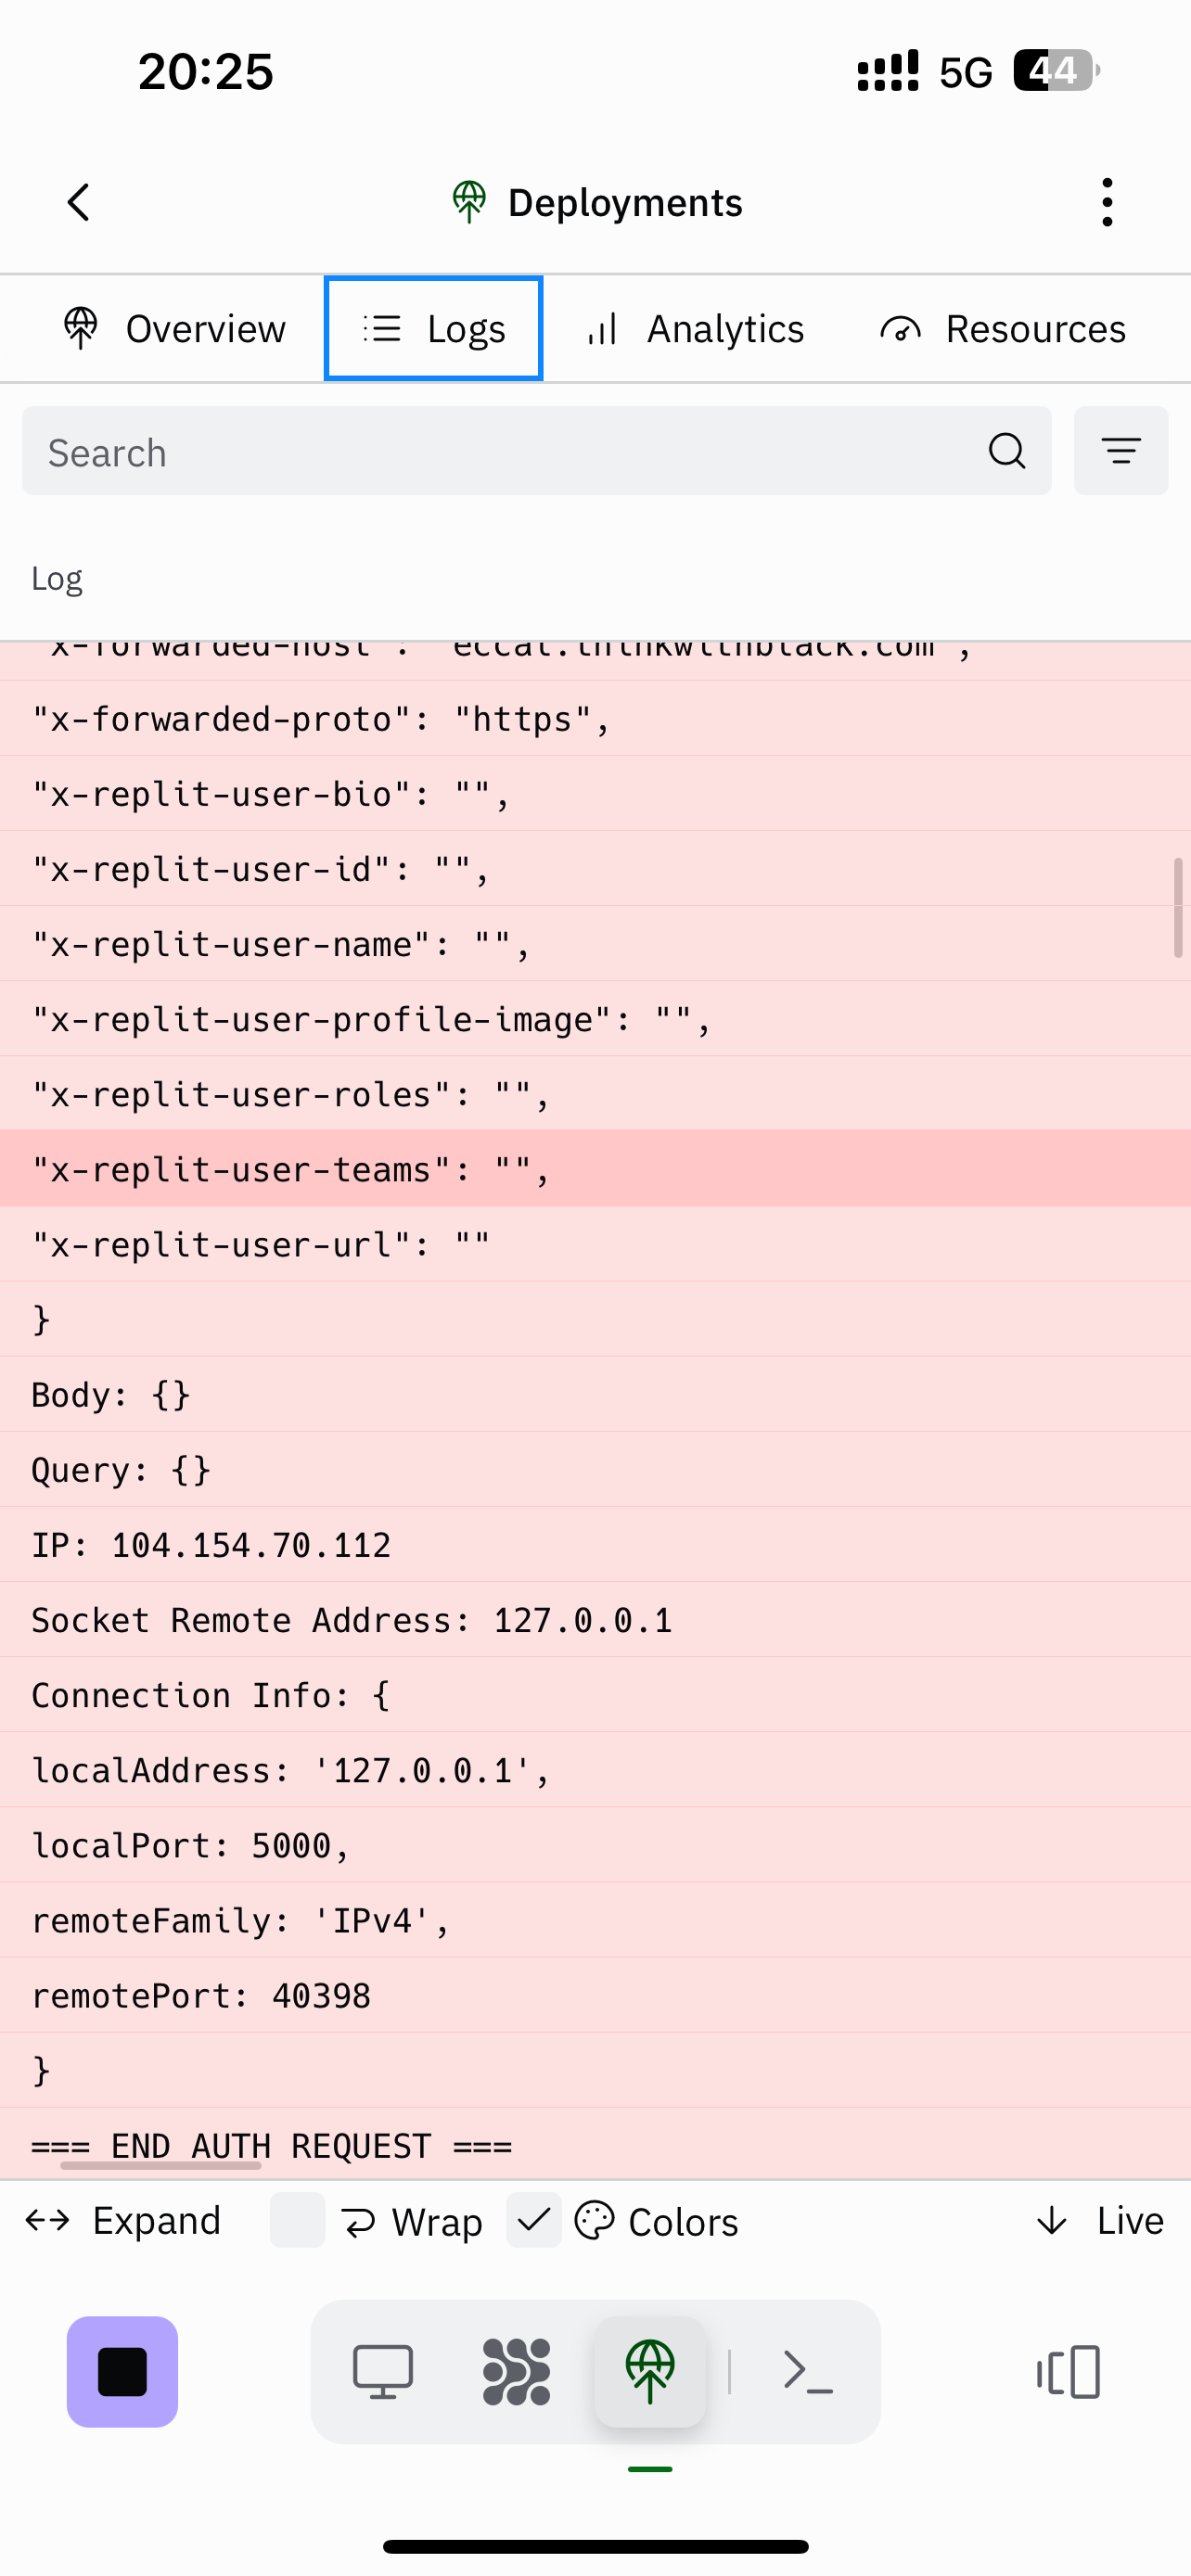 20:25
5G 44
Deployments
Overview Logs Analytics Resources
Search
Log
"x-forwarded-host": "eccat.thinkwithblack.com",
"x-forwarded-proto": "https",
"x-replit-user-bio": "",
"x-replit-user-id": "",
"x-replit-user-name": "",
"x-replit-user-profile-image": "",
"x-replit-user-roles": "",
"x-replit-user-teams": "",
"x-replit-user-url": ""
}
Body: {}
Query: {}
IP: 104.154.70.112
Socket Remote Address: 127.0.0.1
Connection Info: {
localAddress: '127.0.0.1',
localPort: 5000,
remoteFamily: 'IPv4',
remotePort: 40398
}
=== END AUTH REQUEST ===
Expand Wrap Colors Live